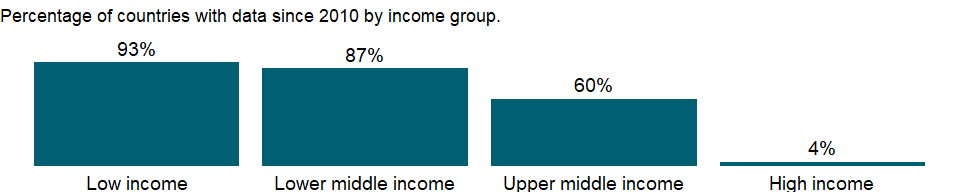 Percentage of countries with data since 2010 by income group.
93%
87%
60%
4%
Low income
Lower middle income
Upper middle income
High income